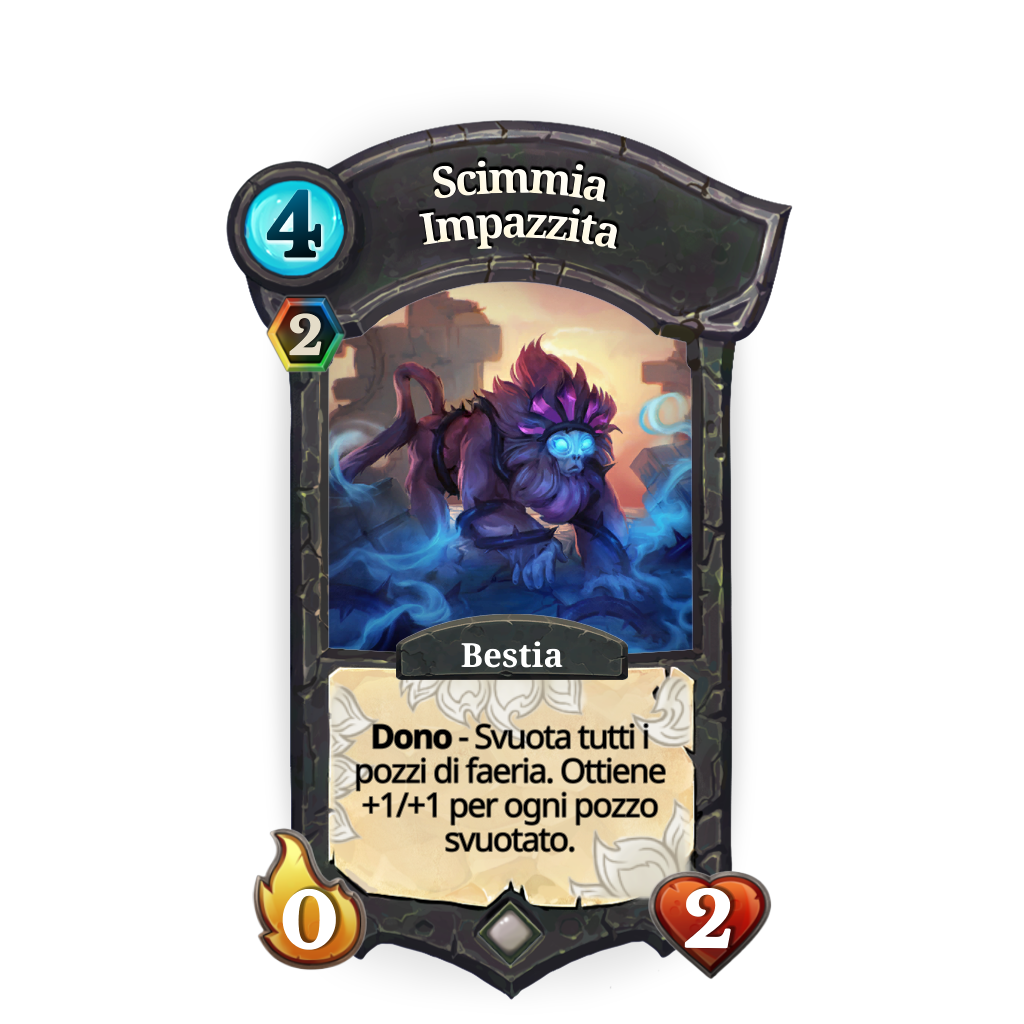 4
Scimmia
Impazzita
2
Bestia
Dono - Svuota tutti i
pozzi di faeria. Ottiene
+1/+1 per ogni pozzo
svuotato.
0
2